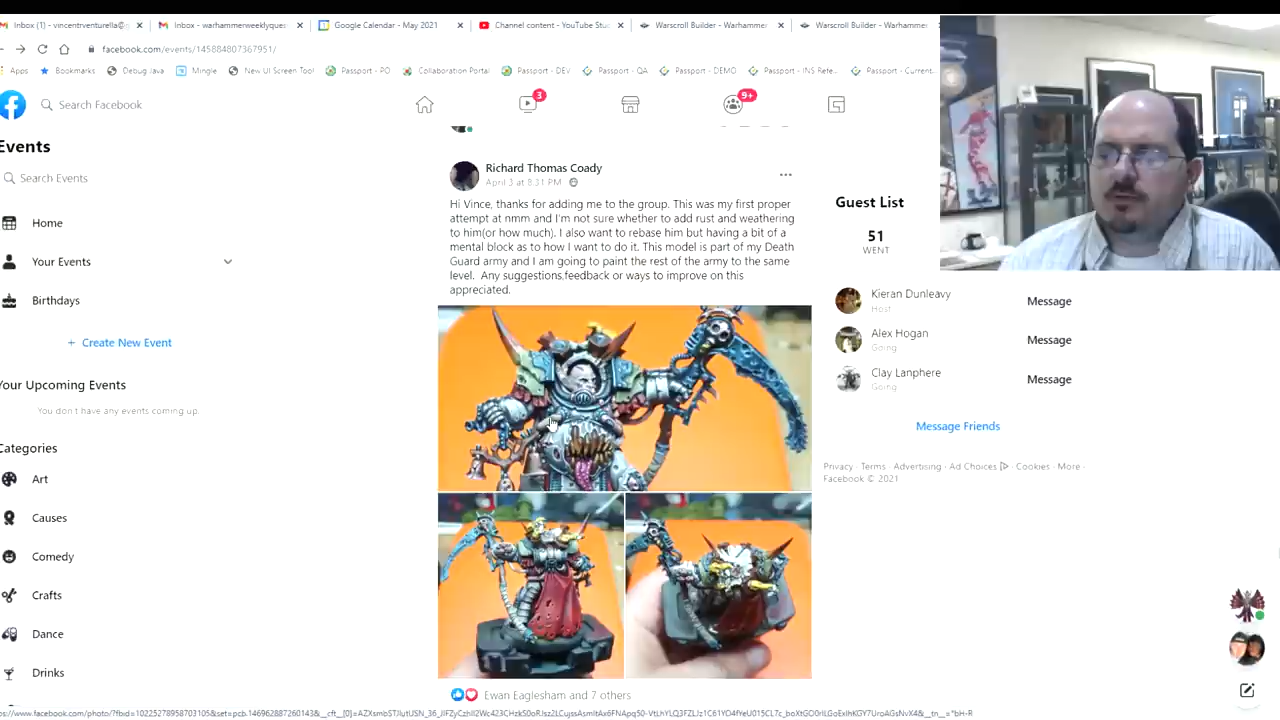 Inbox (1) - vincentrventurella@g
Inbox - warhammerweeklyques
Google Calendar - May 2021
Channel content - YouTube Stu
Warscroll Builder - Warhammer
Warscroll Builder - Warhammer
facebook.com/events/145884807367951/
Apps
Bookmarks
Debug Java
Mingle
New UI Screen Tool
Passport - PO
Collaboration Portal
Passport - DEV
Passport - QA
Passport - DEMO
Passport - INS Rete...
Passport - Current...
Search Facebook
3
9+
Events
Search Events
Home
Your Events
Birthdays
+ Create New Event
Your Upcoming Events
You don't have any events coming up.
Categories
Art
Causes
Comedy
Crafts
Dance
Drinks
Richard Thomas Coady
April 3 at 8:31 PM
Hi Vince, thanks for adding me to the group. This was my first proper
attempt at nmm and I'm not sure whether to add rust and weathering
to him(or how much). I also want to rebase him but having a bit of a
mental block as to how I want to do it. This model is part of my Death
Guard army and I am going to paint the rest of the army to the same
level. Any suggestions,feedback or ways to improve on this
appreciated.
Ewan Eaglesham and 7 others
Guest List
51
WENT
Kieran Dunleavy
Host
Message
Alex Hogan
Going
Message
Clay Lanphere
Going
Message
Message Friends
Privacy · Terms · Advertising · Ad Choices · Cookies · More ·
Facebook © 2021